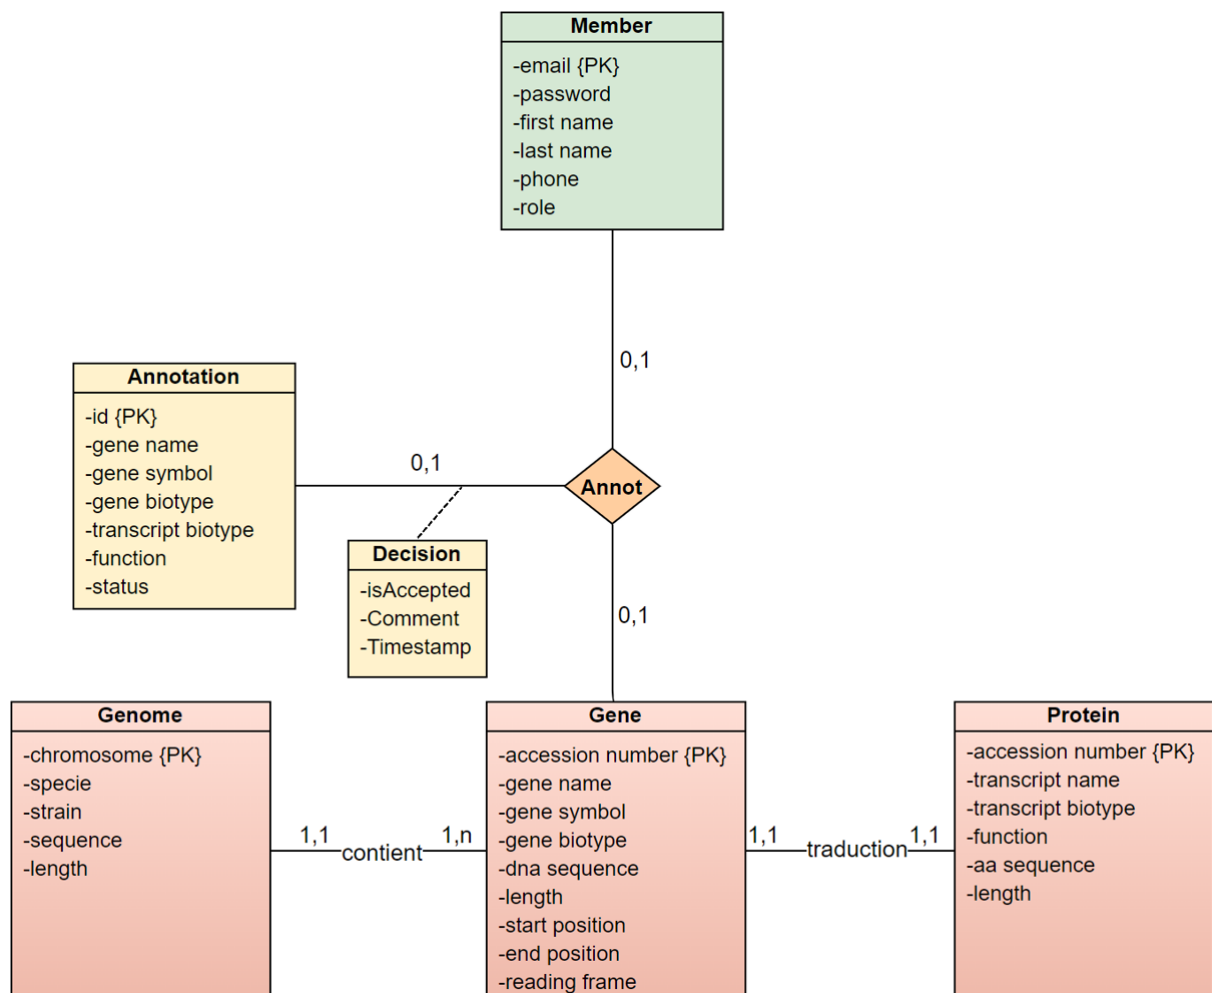 Member
-email {PK}
-password
-first name
-last name
-phone
-role
0,1
Annotation
-id {PK}
-gene name
-gene symbol
-gene biotype
-transcript biotype
-function
-status
0,1
Annot
Decision
-isAccepted
-Comment
-Timestamp
0,1
Genome
-chromosome {PK}
-specie
-strain
-sequence
-length
1,1
contient
1,n
Gene
-accession number {PK}
-gene name
-gene symbol
-gene biotype
-dna sequence
-length
-start position
-end position
-reading frame
1,1
traduction
1,1
Protein
-accession number {PK}
-transcript name
-transcript biotype
-function
-aa sequence
-length